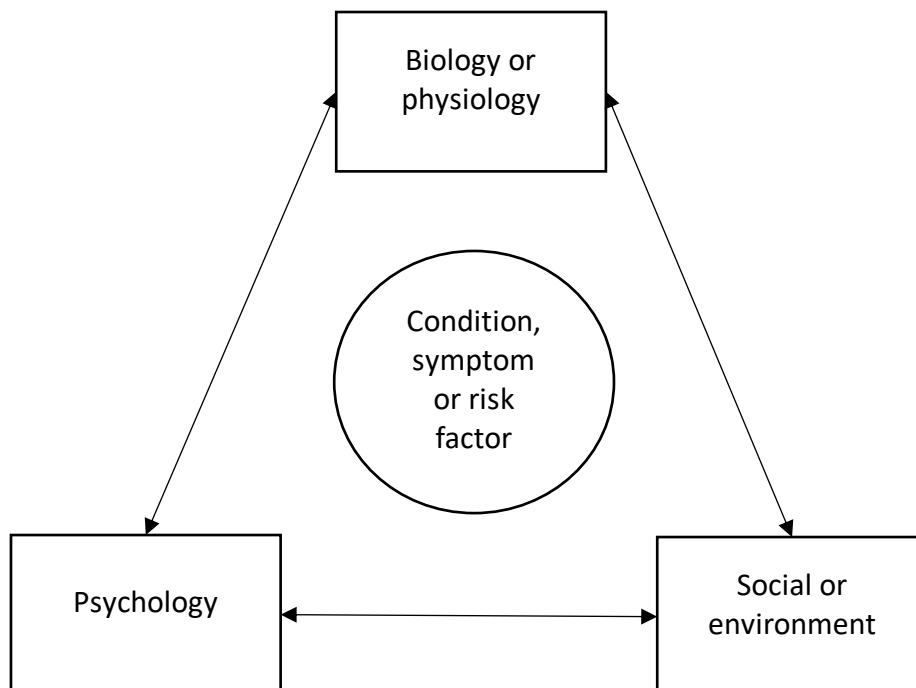 Biology or
physiology
Condition,
symptom
or risk
factor
Psychology
Social or
environment